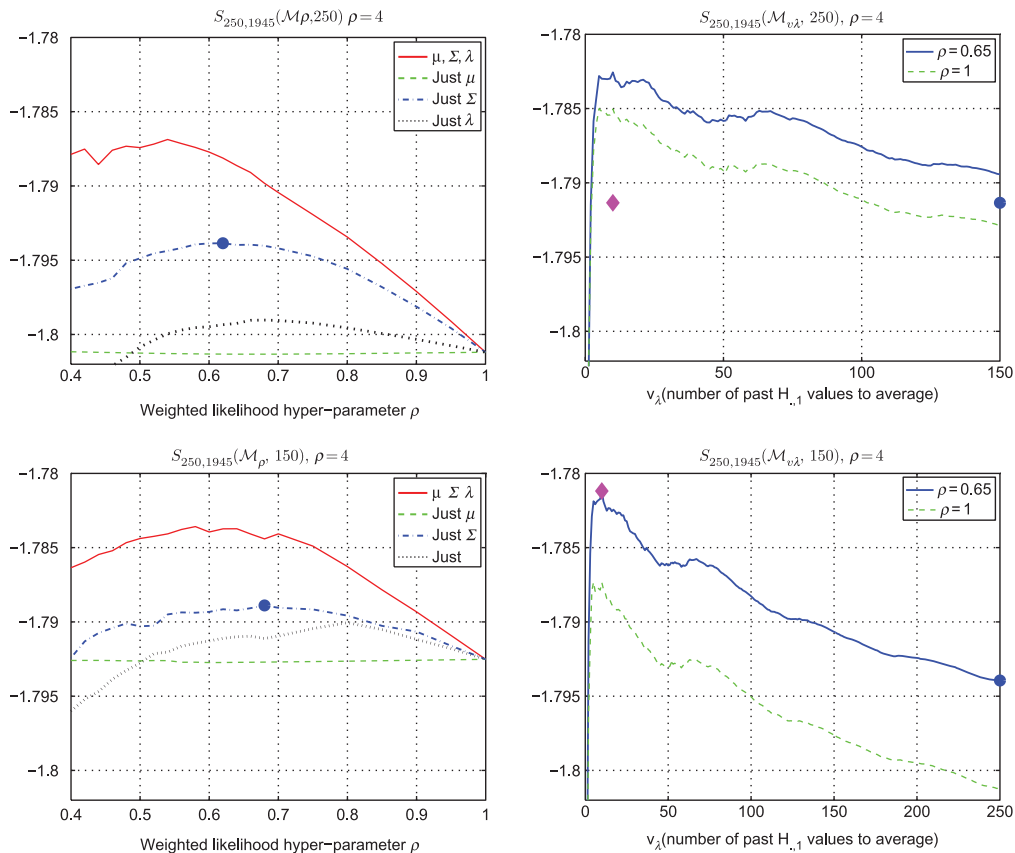 S250,1945(ℳρ,250) ρ=4
−1.78
−1.785
−1.79
−1.795
−1.8
0.4 0.5 0.6 0.7 0.8 0.9 1
Weighted likelihood hyper−parameter ρ
μ, Σ, λ
Just μ
Just Σ
Just λ
S250,1945(ℳvλ, 250), ρ=4
−1.78
−1.785
−1.79
−1.795
−1.8
0 50 100 150
vλ(number of past H.,1 values to average)
ρ=0.65
ρ=1
S250,1945(ℳρ, 150), ρ=4
−1.78
−1.785
−1.79
−1.795
−1.8
0.4 0.5 0.6 0.7 0.8 0.9 1
Weighted likelihood hyper−parameter ρ
μ Σ λ
Just μ
Just Σ
Just
S250,1945(ℳvλ, 150), ρ=4
−1.78
−1.785
−1.79
−1.795
−1.8
0 50 100 150 200 250
vλ(number of past H.,1 values to average)
ρ=0.65
ρ=1